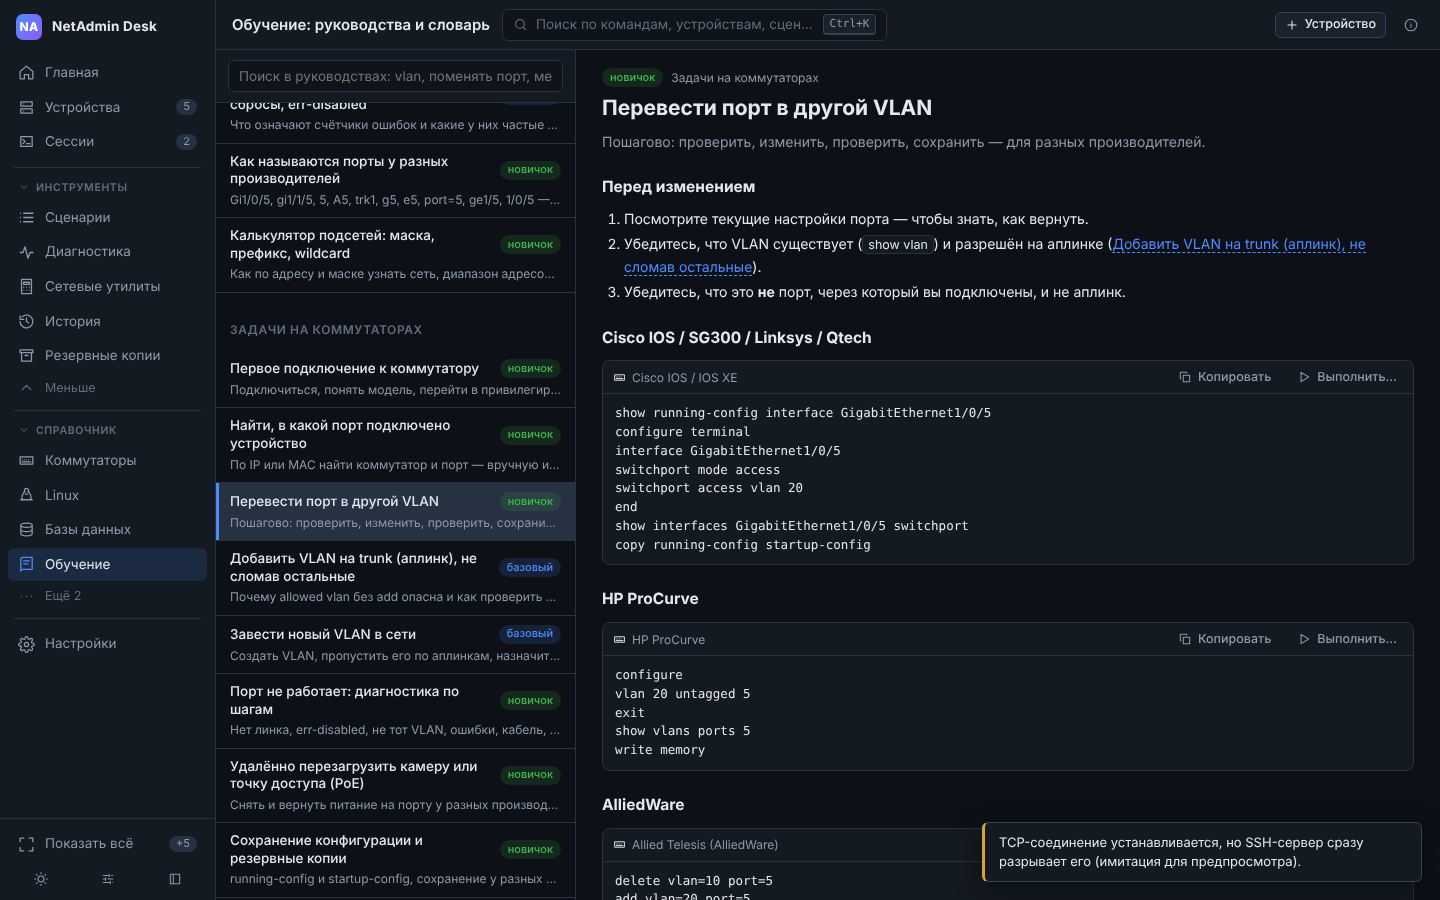 NA NetAdmin Desk
Главная
Устройства 5
Сессии 2
ИНСТРУМЕНТЫ
Сценарии
Диагностика
Сетевые утилиты
История
Резервные копии
Меньше
СПРАВОЧНИК
Коммутаторы
Linux
Базы данных
Обучение
Ещё 2
Настройки
Показать всё +5
Обучение: руководства и словарь
Поиск по командам, устройствам, сцен... Ctrl+K
Устройство
Поиск в руководствах: vlan, поменять порт, ме
сбросы, err-disabled
Что означают счётчики ошибок и какие у них частые ...
Как называются порты у разных
производителей
новичок
Gi1/0/5, gi1/1/5, 5, A5, trk1, g5, e5, port=5, ge1/5, 1/0/5 —...
Калькулятор подсетей: маска,
префикс, wildcard
новичок
Как по адресу и маске узнать сеть, диапазон адресо...
ЗАДАЧИ НА КОММУТАТОРАХ
Первое подключение к коммутатору новичок
Подключиться, понять модель, перейти в привилегир...
Найти, в какой порт подключено
устройство
новичок
По IP или MAC найти коммутатор и порт — вручную и...
Перевести порт в другой VLAN новичок
Пошагово: проверить, изменить, проверить, сохрани...
Добавить VLAN на trunk (аплинк), не
сломав остальные
базовый
Почему allowed vlan без add опасна и как проверить ...
Завести новый VLAN в сети базовый
Создать VLAN, пропустить его по аплинкам, назначит...
Порт не работает: диагностика по
шагам
новичок
Нет линка, err-disabled, не тот VLAN, ошибки, кабель, ...
Удалённо перезагрузить камеру или
точку доступа (PoE)
новичок
Снять и вернуть питание на порту у разных производ...
Сохранение конфигурации и
резервные копии
новичок
running-config и startup-config, сохранение у разных ...
новичок Задачи на коммутаторах
Перевести порт в другой VLAN
Пошагово: проверить, изменить, проверить, сохранить — для разных производителей.
Перед изменением
1. Посмотрите текущие настройки порта — чтобы знать, как вернуть.
2. Убедитесь, что VLAN существует ( show vlan ) и разрешён на аплинке (Добавить VLAN на trunk (аплинк), не
сломав остальные).
3. Убедитесь, что это не порт, через который вы подключены, и не аплинк.
Cisco IOS / SG300 / Linksys / Qtech
Cisco IOS / IOS XE Копировать Выполнить...
show running-config interface GigabitEthernet1/0/5
configure terminal
interface GigabitEthernet1/0/5
switchport mode access
switchport access vlan 20
end
show interfaces GigabitEthernet1/0/5 switchport
copy running-config startup-config
HP ProCurve
HP ProCurve Копировать Выполнить...
configure
vlan 20 untagged 5
exit
show vlans ports 5
write memory
AlliedWare
Allied Telesis (AlliedWare)
delete vlan=10 port=5
add vlan=20 port=5
TCP-соединение устанавливается, но SSH-сервер сразу
разрывает его (имитация для предпросмотра).